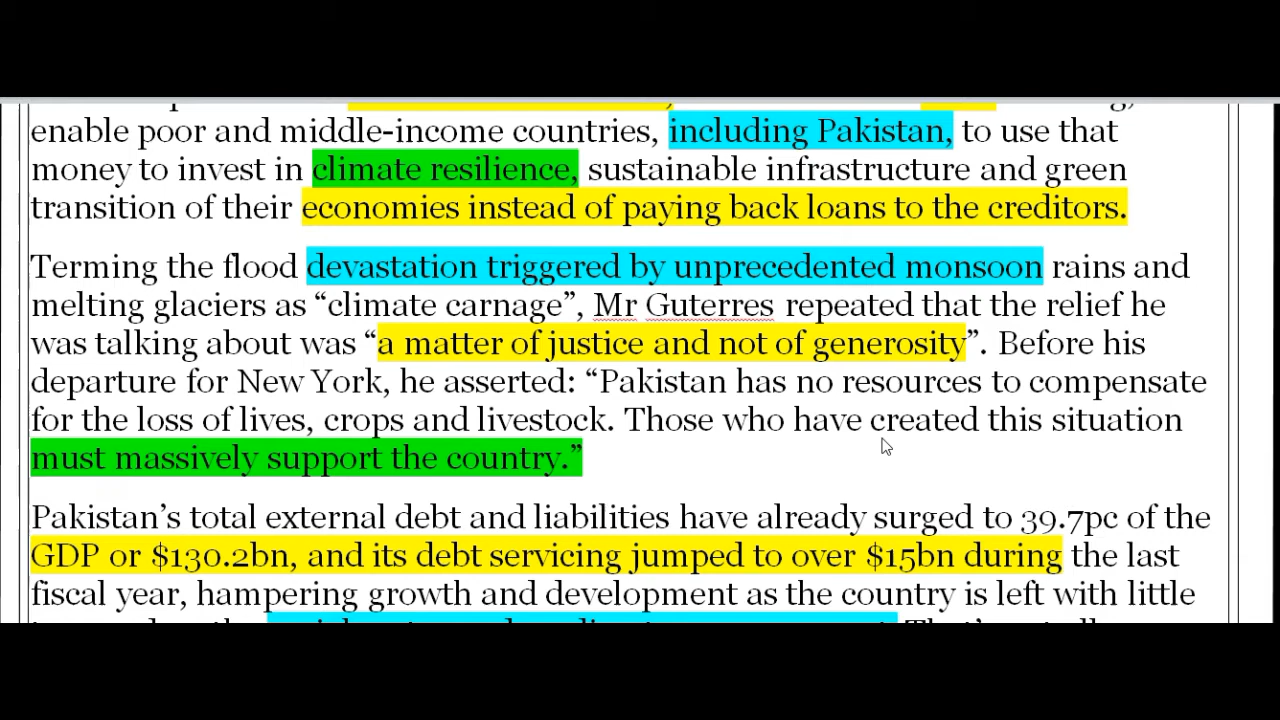 enable poor and middle-income countries, including Pakistan, to use that
money to invest in climate resilience, sustainable infrastructure and green
transition of their economies instead of paying back loans to the creditors.
Terming the flood devastation triggered by unprecedented monsoon rains and
melting glaciers as “climate carnage”, Mr Guterres repeated that the relief he
was talking about was “a matter of justice and not of generosity”. Before his
departure for New York, he asserted: “Pakistan has no resources to compensate
for the loss of lives, crops and livestock. Those who have created this situation
must massively support the country.”
Pakistan’s total external debt and liabilities have already surged to 39.7pc of the
GDP or $130.2bn, and its debt servicing jumped to over $15bn during the last
fiscal year, hampering growth and development as the country is left with little